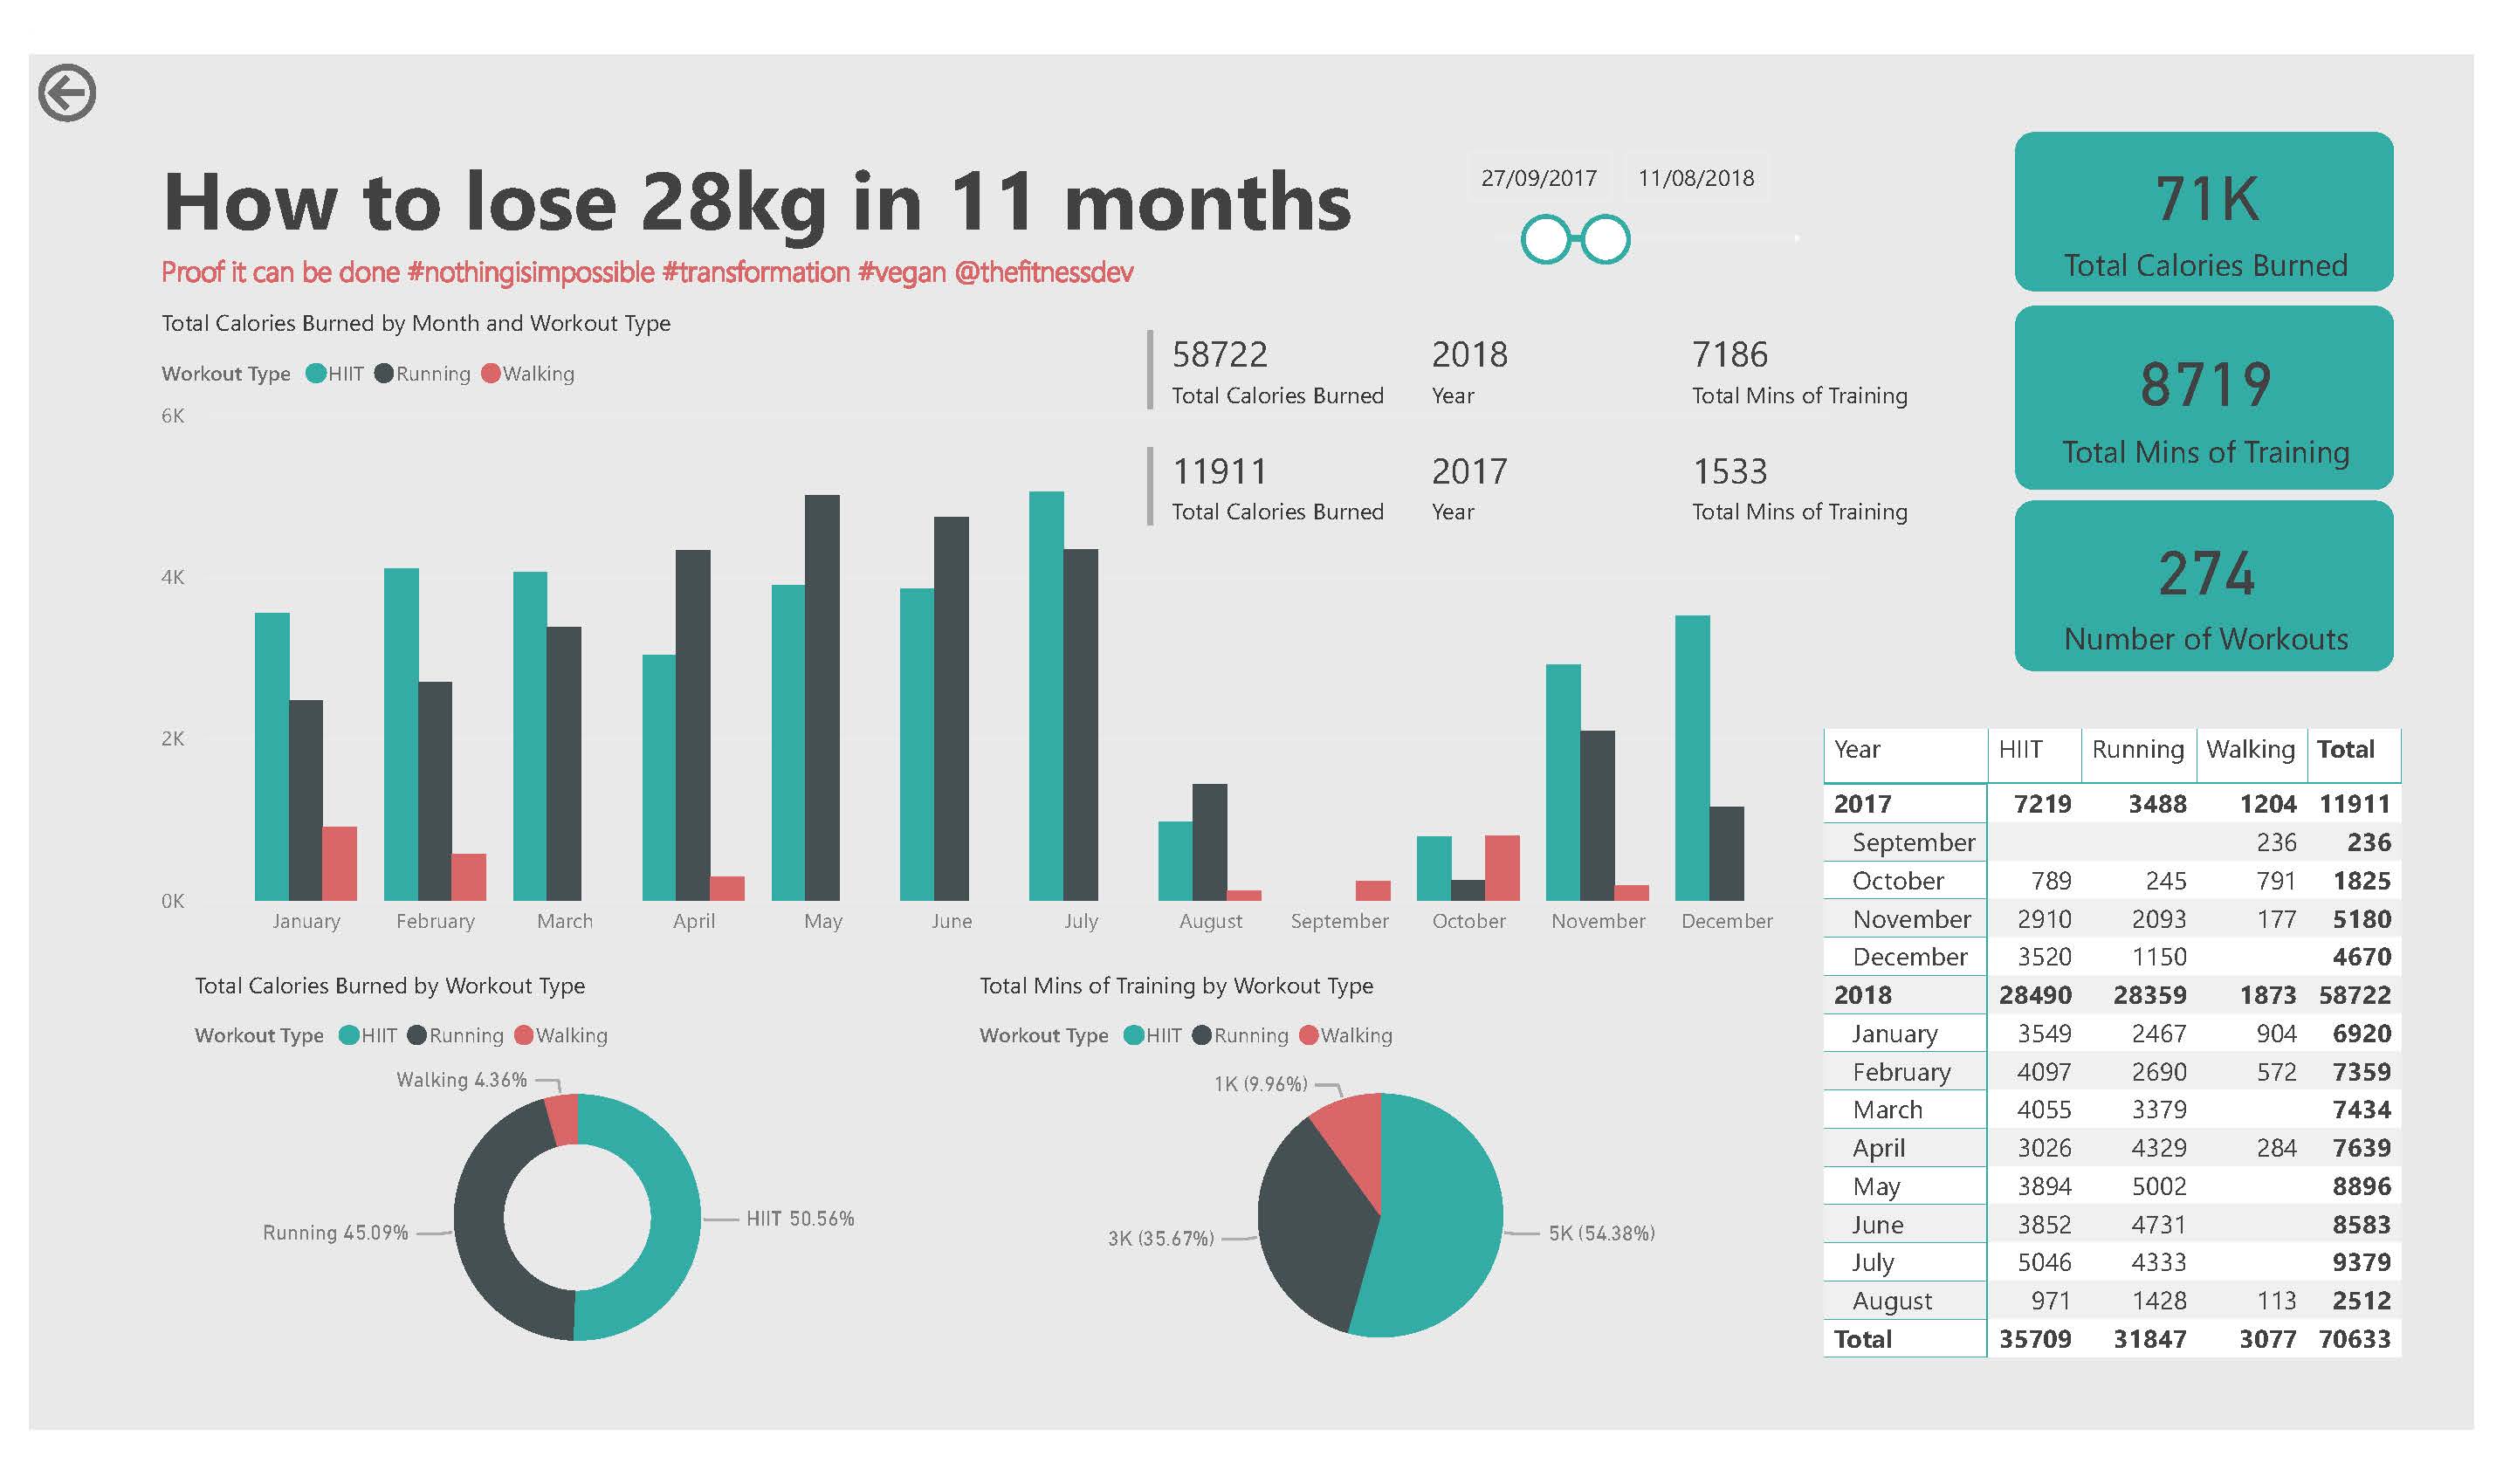 How to lose 28kg in 11 months
Proof it can be done #nothingisimpossible #transformation #vegan @thefitnessdev
27/09/2017 11/08/2018
71K
Total Calories Burned
8719
Total Mins of Training
274
Number of Workouts
58722 2018 7186
Total Calories Burned Year Total Mins of Training
11911 2017 1533
Total Calories Burned Year Total Mins of Training
Total Calories Burned by Month and Workout Type
Workout Type HIIT Running Walking
6K
4K
2K
0K
January February March April May June July August September October November December
Total Calories Burned by Workout Type
Workout Type HIIT Running Walking
Walking 4.36%
Running 45.09%
HIIT 50.56%
Total Mins of Training by Workout Type
Workout Type HIIT Running Walking
1K (9.96%)
3K (35.67%)
5K (54.38%)
Year HIIT Running Walking Total
2017 7219 3488 1204 11911
September 236 236
October 789 245 791 1825
November 2910 2093 177 5180
December 3520 1150 4670
2018 28490 28359 1873 58722
January 3549 2467 904 6920
February 4097 2690 572 7359
March 4055 3379 7434
April 3026 4329 284 7639
May 3894 5002 8896
June 3852 4731 8583
July 5046 4333 9379
August 971 1428 113 2512
Total 35709 31847 3077 70633